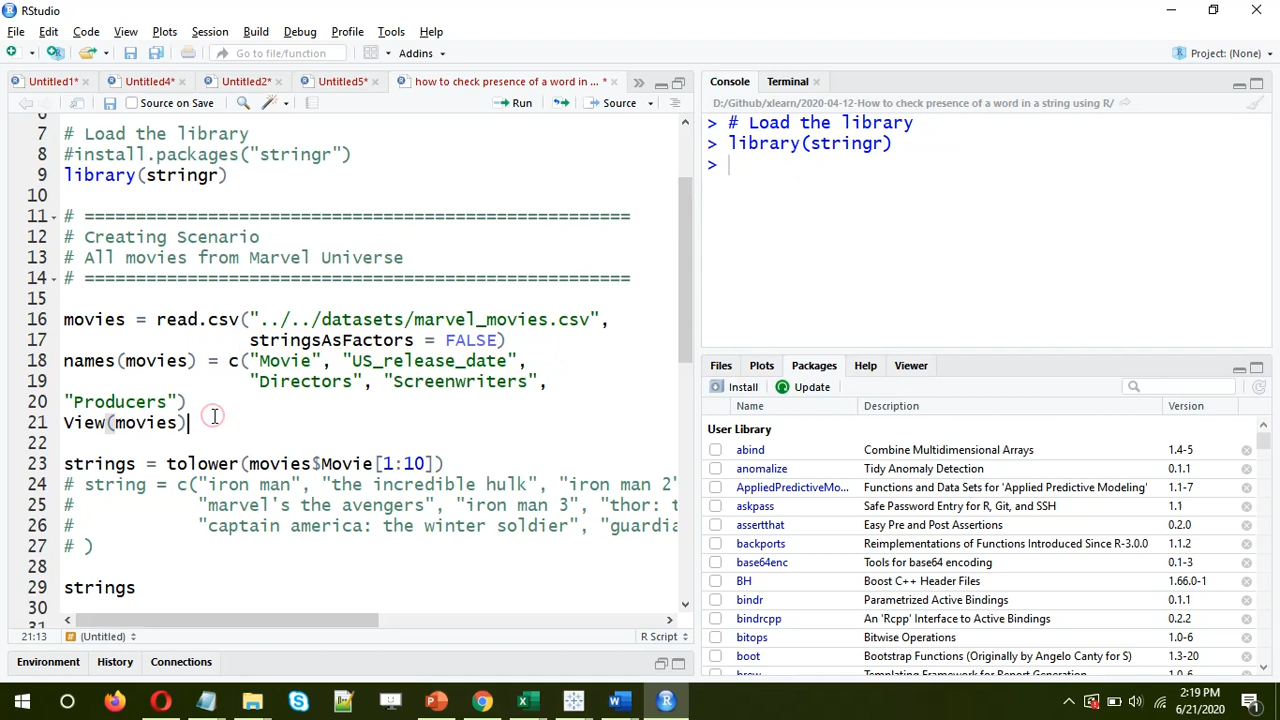 RStudio
File Edit Code View Plots Session Build Debug Profile Tools Help
Go to file/function Addins Project: (None)
Untitled1* Untitled4* Untitled2* Untitled5* how to check presence of a word in ... *
Source on Save Run Source
7 # Load the library
8 #install.packages("stringr")
9 library(stringr)
10
11 # =====================================================
12 # Creating Scenario
13 # All movies from Marvel Universe
14 # =====================================================
15
16 movies = read.csv("../../datasets/marvel_movies.csv",
17 stringsAsFactors = FALSE)
18 names(movies) = c("Movie", "US_release_date",
19 "Directors", "Screenwriters",
20 "Producers")
21 View(movies)
22
23 strings = tolower(movies$Movie[1:10])
24 # string = c("iron man", "the incredible hulk", "iron man 2"
25 # "marvel's the avengers", "iron man 3", "thor: t
26 # "captain america: the winter soldier", "guardia
27 # )
28
29 strings
30
21:13 (Untitled) R Script
Environment History Connections
Console Terminal
D:/Github/xlearn/2020-04-12-How to check presence of a word in a string using R/
> # Load the library
> library(stringr)
>
Files Plots Packages Help Viewer
Install Update
Name Description Version
User Library
abind Combine Multidimensional Arrays 1.4-5
anomalize Tidy Anomaly Detection 0.1.1
AppliedPredictiveMo... Functions and Data Sets for 'Applied Predictive Modeling' 1.1-7
askpass Safe Password Entry for R, Git, and SSH 1.1
assertthat Easy Pre and Post Assertions 0.2.0
backports Reimplementations of Functions Introduced Since R-3.0.0 1.1.2
base64enc Tools for base64 encoding 0.1-3
BH Boost C++ Header Files 1.66.0-1
bindr Parametrized Active Bindings 0.1.1
bindrcpp An 'Rcpp' Interface to Active Bindings 0.2.2
bitops Bitwise Operations 1.0-6
boot Bootstrap Functions (Originally by Angelo Canty for S) 1.3-20
2:19 PM
6/21/2020